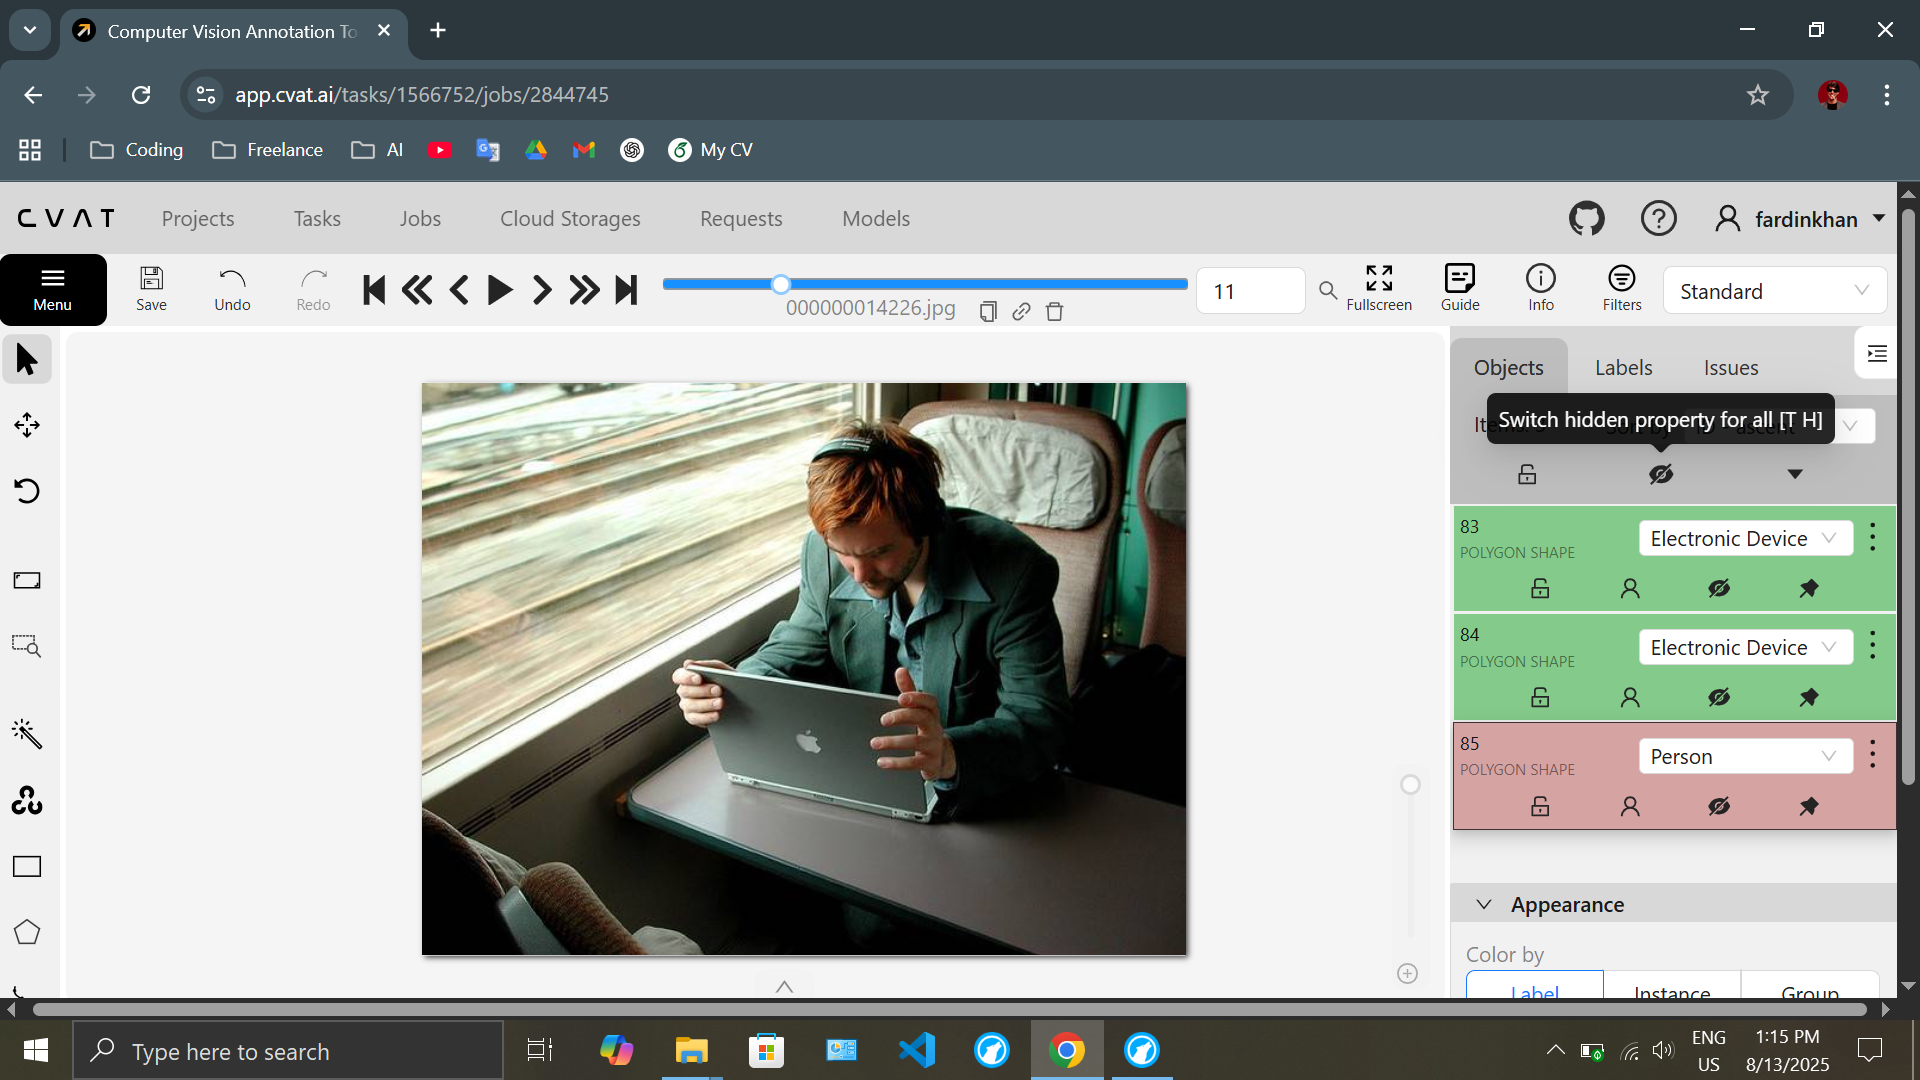 Computer Vision Annotation To
app.cvat.ai/tasks/1566752/jobs/2844745
Coding
Freelance
AI
My CV
CVAT
Projects
Tasks
Jobs
Cloud Storages
Requests
Models
fardinkhan
Menu
Save
Undo
Redo
000000014226.jpg
11
Fullscreen
Guide
Info
Filters
Standard
Objects
Labels
Issues
Switch hidden property for all [T H]
83
POLYGON SHAPE
Electronic Device
84
POLYGON SHAPE
Electronic Device
85
POLYGON SHAPE
Person
Appearance
Color by
Label
Instance
Group
Type here to search
ENG
US
1:15 PM
8/13/2025